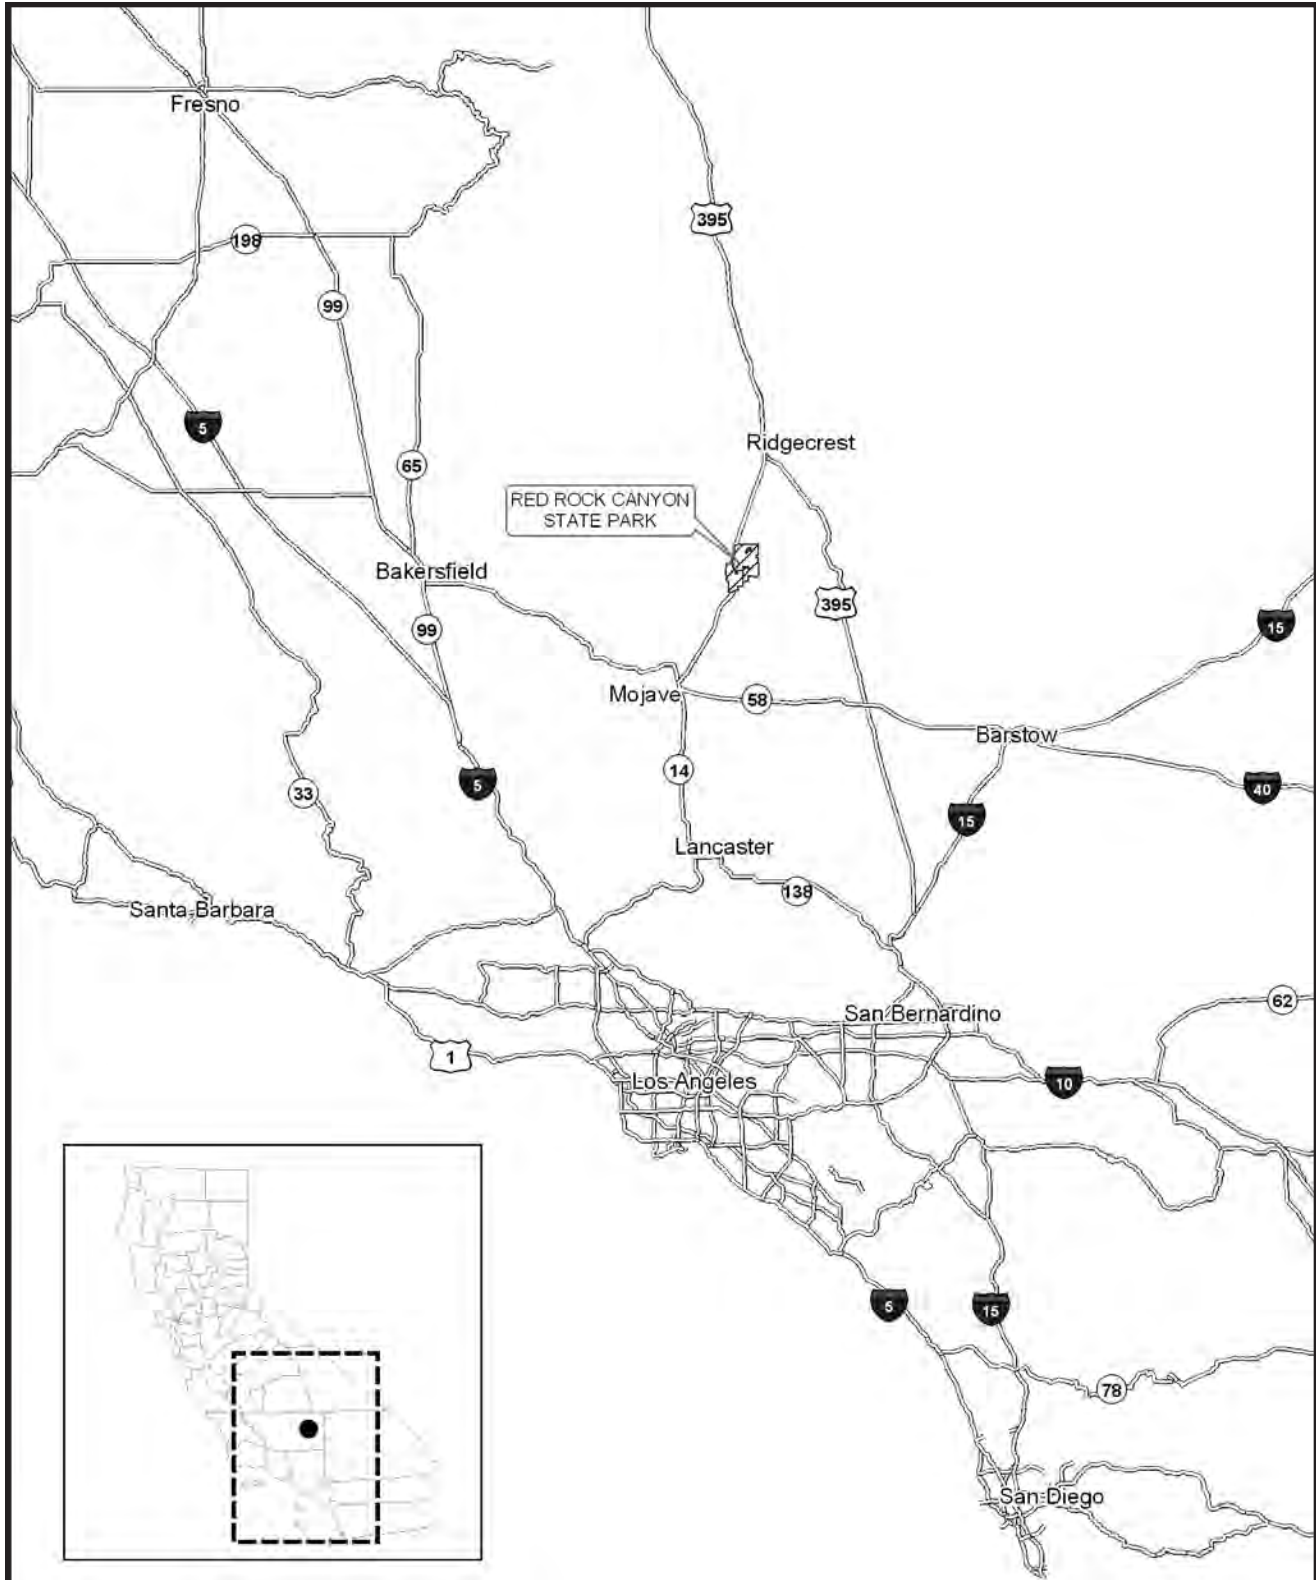 Fresno
395
198
99
5
Ridgecrest
65
RED ROCK CANYON
STATE PARK
Bakersfield
395
15
99
Mojave
58
Barstow
14
5
40
33
15
Lancaster
138
Santa Barbara
62
San Bernardino
1
Los Angeles
10
5
15
78
San Diego